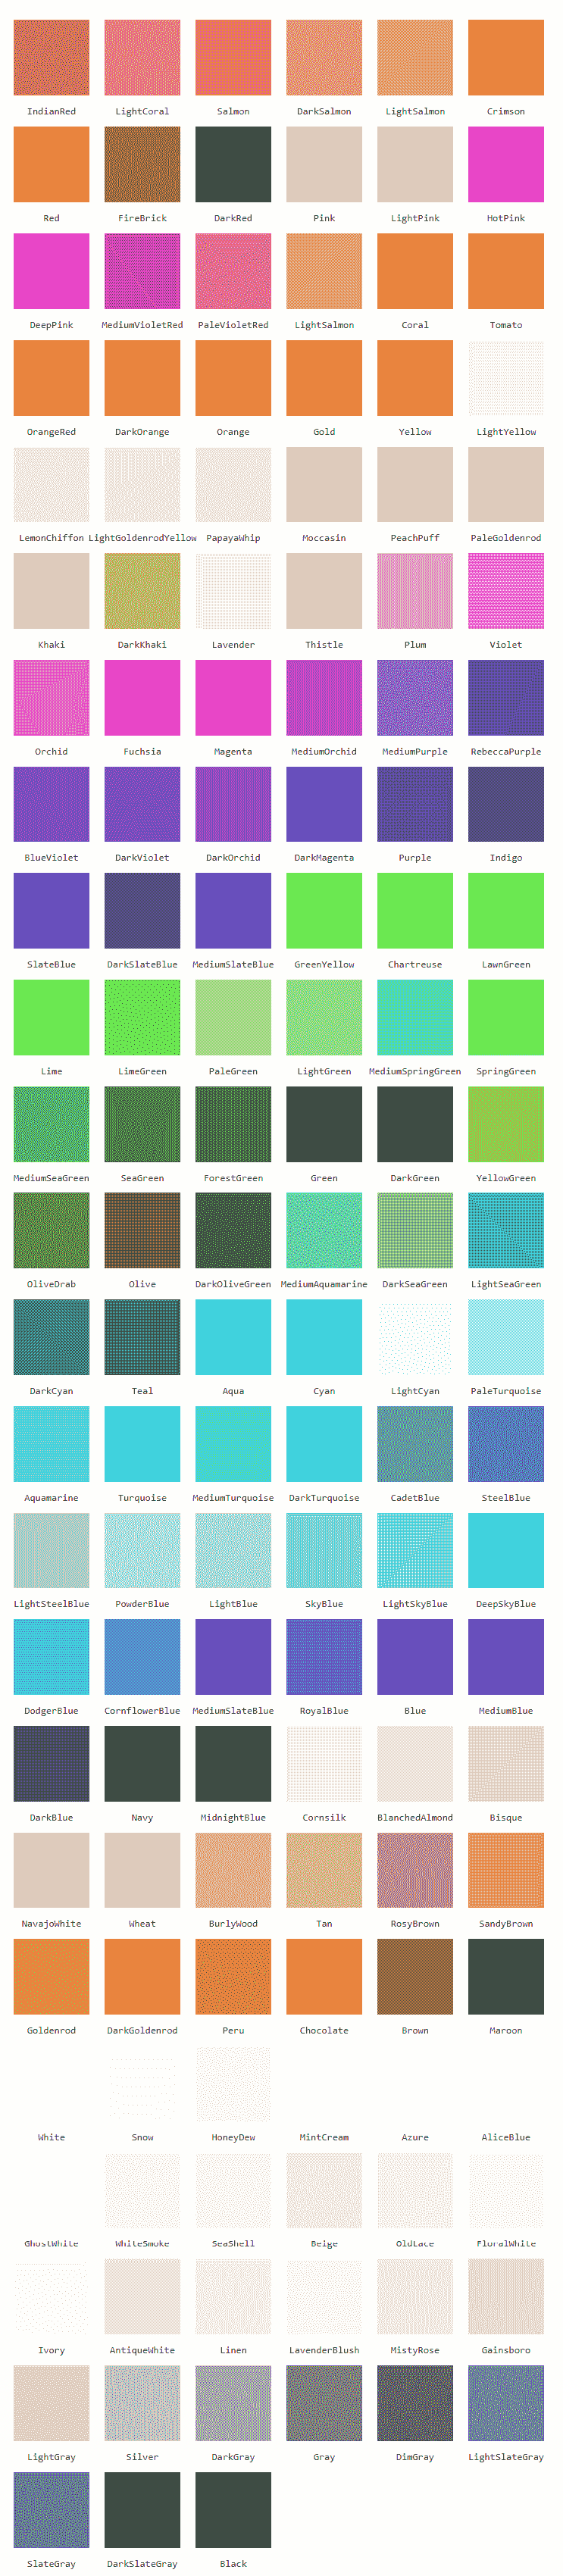 IndianRed LightCoral Salmon DarkSalmon LightSalmon Crimson
Red FireBrick DarkRed Pink LightPink HotPink
DeepPink MediumVioletRed PaleVioletRed LightSalmon Coral Tomato
OrangeRed DarkOrange Orange Gold Yellow LightYellow
LemonChiffon LightGoldenrodYellow PapayaWhip Moccasin PeachPuff PaleGoldenrod
Khaki DarkKhaki Lavender Thistle Plum Violet
Orchid Fuchsia Magenta MediumOrchid MediumPurple RebeccaPurple
BlueViolet DarkViolet DarkOrchid DarkMagenta Purple Indigo
SlateBlue DarkSlateBlue MediumSlateBlue GreenYellow Chartreuse LawnGreen
Lime LimeGreen PaleGreen LightGreen MediumSpringGreen SpringGreen
MediumSeaGreen SeaGreen ForestGreen Green DarkGreen YellowGreen
OliveDrab Olive DarkOliveGreen MediumAquamarine DarkSeaGreen LightSeaGreen
DarkCyan Teal Aqua Cyan LightCyan PaleTurquoise
Aquamarine Turquoise MediumTurquoise DarkTurquoise CadetBlue SteelBlue
LightSteelBlue PowderBlue LightBlue SkyBlue LightSkyBlue DeepSkyBlue
DodgerBlue CornflowerBlue MediumSlateBlue RoyalBlue Blue MediumBlue
DarkBlue Navy MidnightBlue Cornsilk BlanchedAlmond Bisque
NavajoWhite Wheat BurlyWood Tan RosyBrown SandyBrown
Goldenrod DarkGoldenrod Peru Chocolate Brown Maroon
White Snow HoneyDew MintCream Azure AliceBlue
GhostWhite WhiteSmoke SeaShell Beige OldLace FloralWhite
Ivory AntiqueWhite Linen LavenderBlush MistyRose Gainsboro
LightGray Silver DarkGray Gray DimGray LightSlateGray
SlateGray DarkSlateGray Black